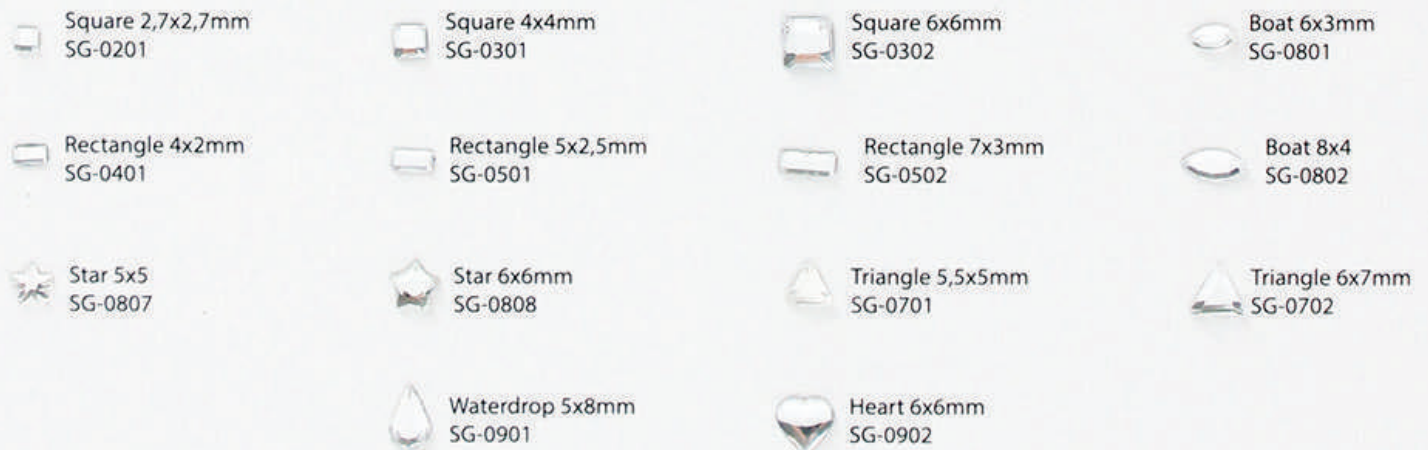 Square 2,7x2,7mm
SG-0201
Square 4x4mm
SG-0301
Square 6x6mm
SG-0302
Boat 6x3mm
SG-0801
Rectangle 4x2mm
SG-0401
Rectangle 5x2,5mm
SG-0501
Rectangle 7x3mm
SG-0502
Boat 8x4
SG-0802
Star 5x5
SG-0807
Star 6x6mm
SG-0808
Triangle 5,5x5mm
SG-0701
Triangle 6x7mm
SG-0702
Waterdrop 5x8mm
SG-0901
Heart 6x6mm
SG-0902